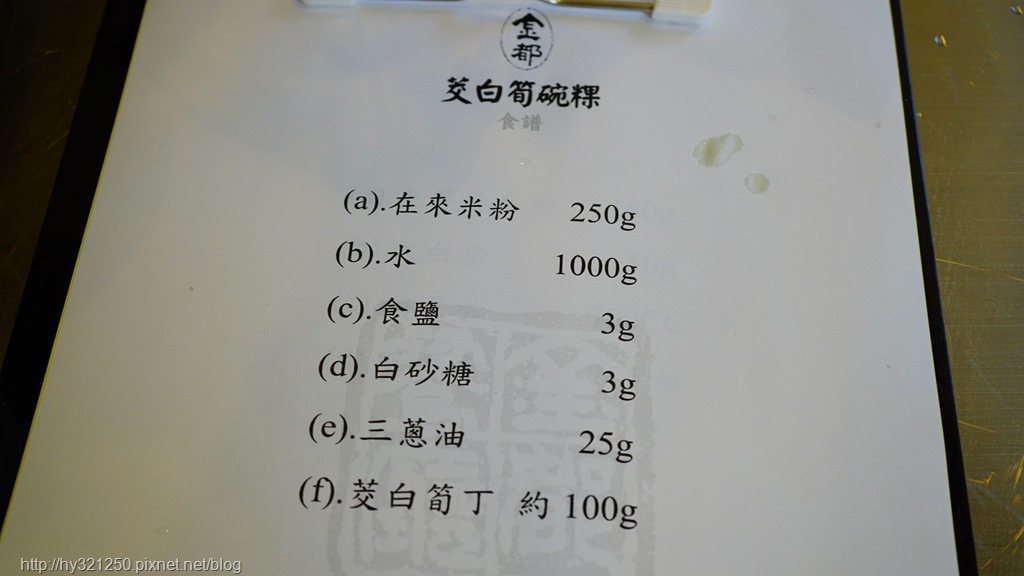 金都
茭白筍碗粿
食譜
(a).在來米粉 250g
(b).水 1000g
(c).食鹽 3g
(d).白砂糖 3g
(e).三蔥油 25g
(f).茭白筍丁 約 100g
http://hy321250.pixnet.net/blog